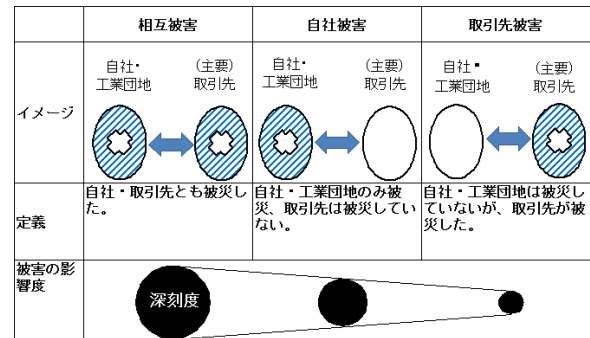 相互被害
自社被害
取引先被害
イメージ
自社・
工業団地
(主要)
取引先
自社・
工業団地
(主要)
取引先
自社・
工業団地
(主要)
取引先
定義
自社・取引先とも被災し
た。
自社・工業団地のみ被
災、取引先は被災してい
ない。
自社・工業団地は被災し
ていないが、取引先が被
災した。
被害の影
響度
深刻度